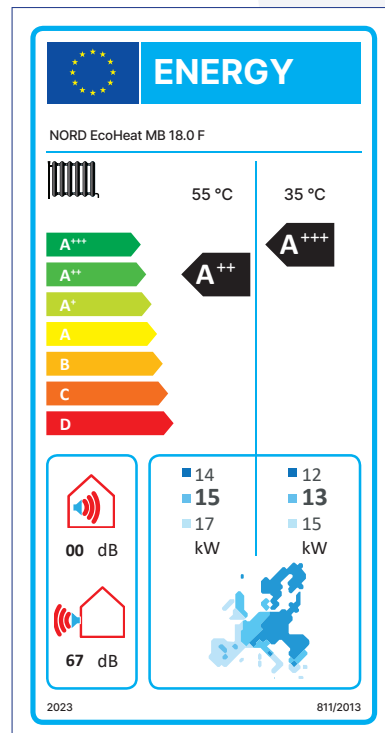 ENERGY
NORD EcoHeat MB 18.0 F
55 °C 35 °C
A+++
A++
A+
A
B
C
D
A++
A+++
14 12
15 13
17 15
kW kW
00 dB
67 dB
2023 811/2013